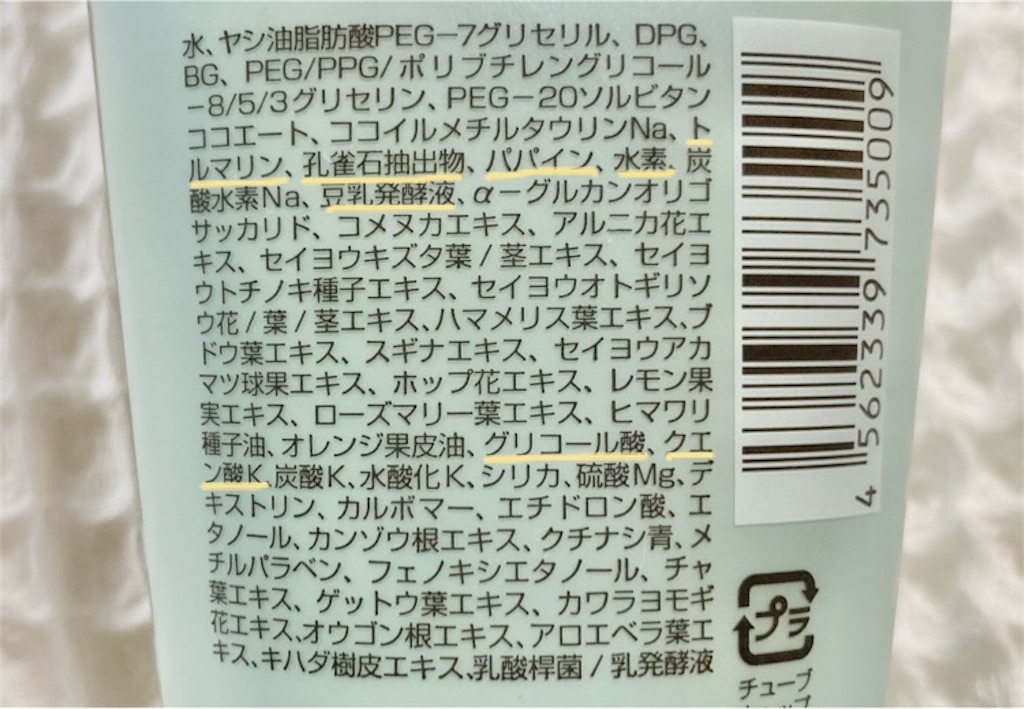 水、ヤシ油脂肪酸PEG－7グリセリル、DPG、
BG、PEG/PPG/ポリブチレングリコール
－8/5/3グリセリン、PEG－20ソルビタン
ココエート、ココイルメチルタウリンNa、ト
ルマリン、孔雀石抽出物、パパイン、水素、炭
酸水素Na、豆乳発酵液、α－グルカンオリゴ
サッカリド、コメヌカエキス、アルニカ花エ
キス、セイヨウキズタ葉/茎エキス、セイヨ
ウトチノキ種子エキス、セイヨウオトギリソ
ウ花/葉/茎エキス、ハマメリス葉エキス、ブ
ドウ葉エキス、スギナエキス、セイヨウアカ
マツ球果エキス、ホップ花エキス、レモン果
実エキス、ローズマリー葉エキス、ヒマワリ
種子油、オレンジ果皮油、グリコール酸、クエ
ン酸K、炭酸K、水酸化K、シリカ、硫酸Mg、デ
キストリン、カルボマー、エチドロン酸、エ
タノール、カンゾウ根エキス、クチナシ青、メ
チルパラベン、フェノキシエタノール、チャ
葉エキス、ゲットウ葉エキス、カワラヨモギ
花エキス、オウゴン根エキス、アロエベラ葉エ
キス、キハダ樹皮エキス、乳酸桿菌/乳発酵液
4 562339 735009
プラ
チューブ